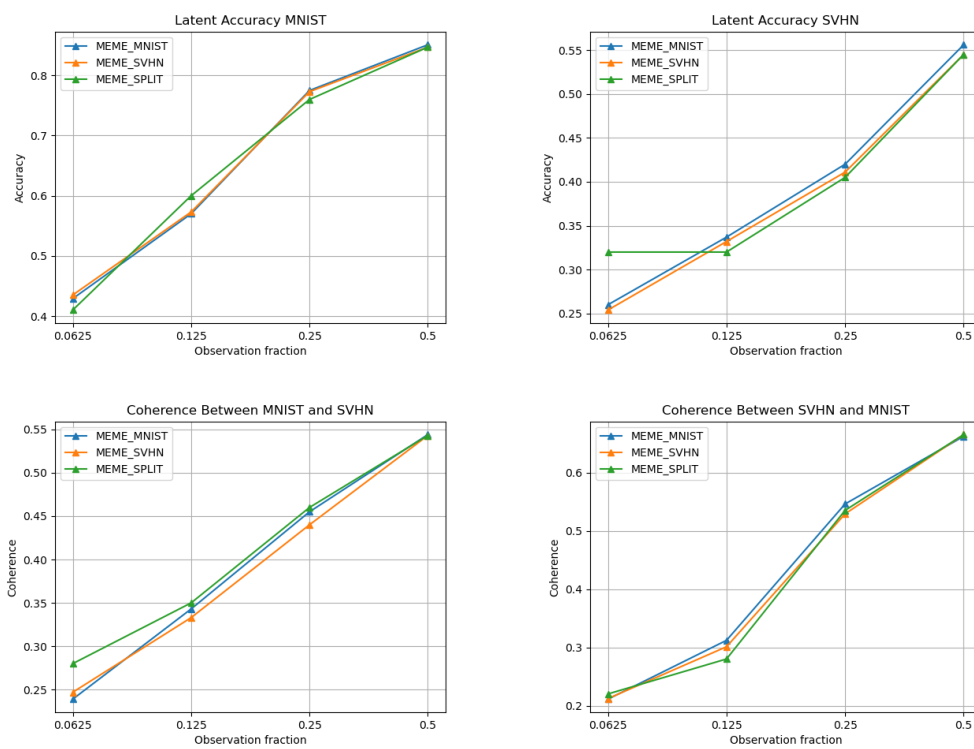 Latent Accuracy MNIST
MEME_MNIST
MEME_SVHN
MEME_SPLIT
0.8
0.7
0.6
0.5
0.4
Accuracy
0.0625
0.125
0.25
0.5
Observation fraction
Latent Accuracy SVHN
MEME_MNIST
MEME_SVHN
MEME_SPLIT
0.55
0.50
0.45
0.40
0.35
0.30
0.25
Accuracy
0.0625
0.125
0.25
0.5
Observation fraction
Coherence Between MNIST and SVHN
MEME_MNIST
MEME_SVHN
MEME_SPLIT
0.55
0.50
0.45
0.40
0.35
0.30
0.25
Coherence
0.0625
0.125
0.25
0.5
Observation fraction
Coherence Between SVHN and MNIST
MEME_MNIST
MEME_SVHN
MEME_SPLIT
0.6
0.5
0.4
0.3
0.2
Coherence
0.0625
0.125
0.25
0.5
Observation fraction